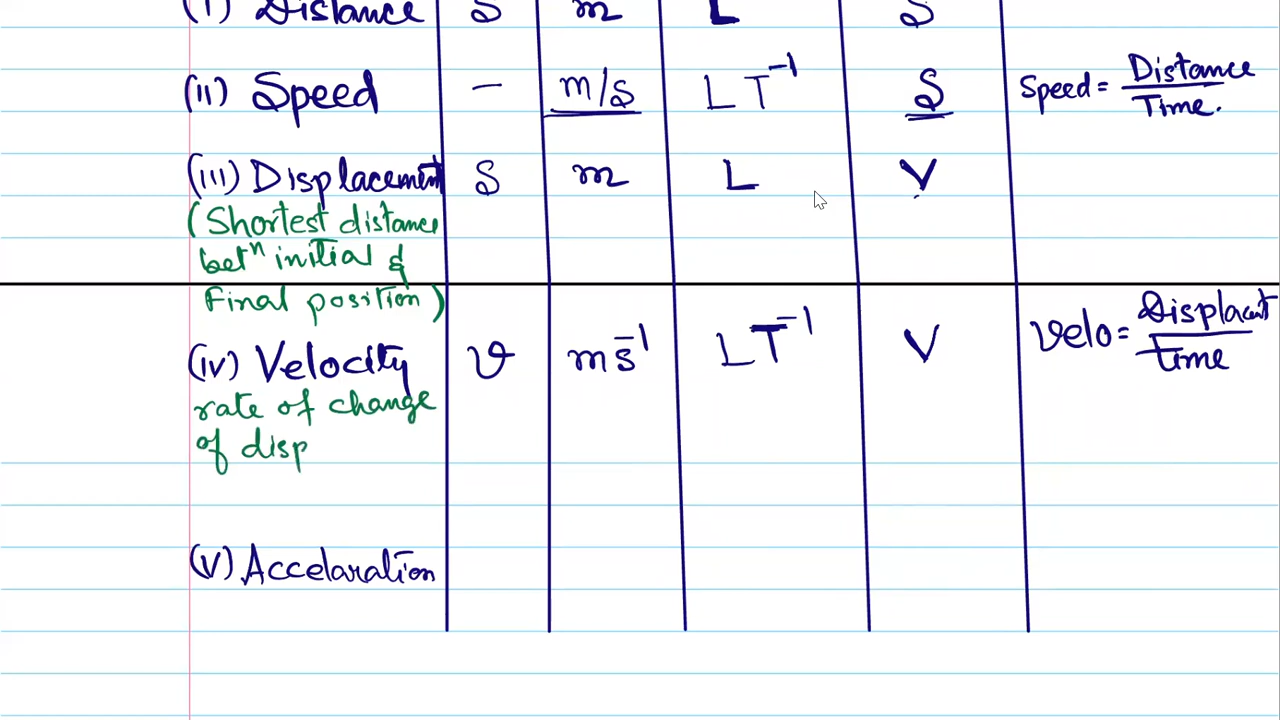 (i) Distance S m L S
(ii) Speed – m/s LT⁻¹ S Speed = Distance / Time.
(iii) Displacement S m L V
(Shortest distance
betⁿ initial &
final position)
(iv) Velocity v ms⁻¹ LT⁻¹ V Velo = Displacnt / time
rate of change
of disp
(v) Accelaration